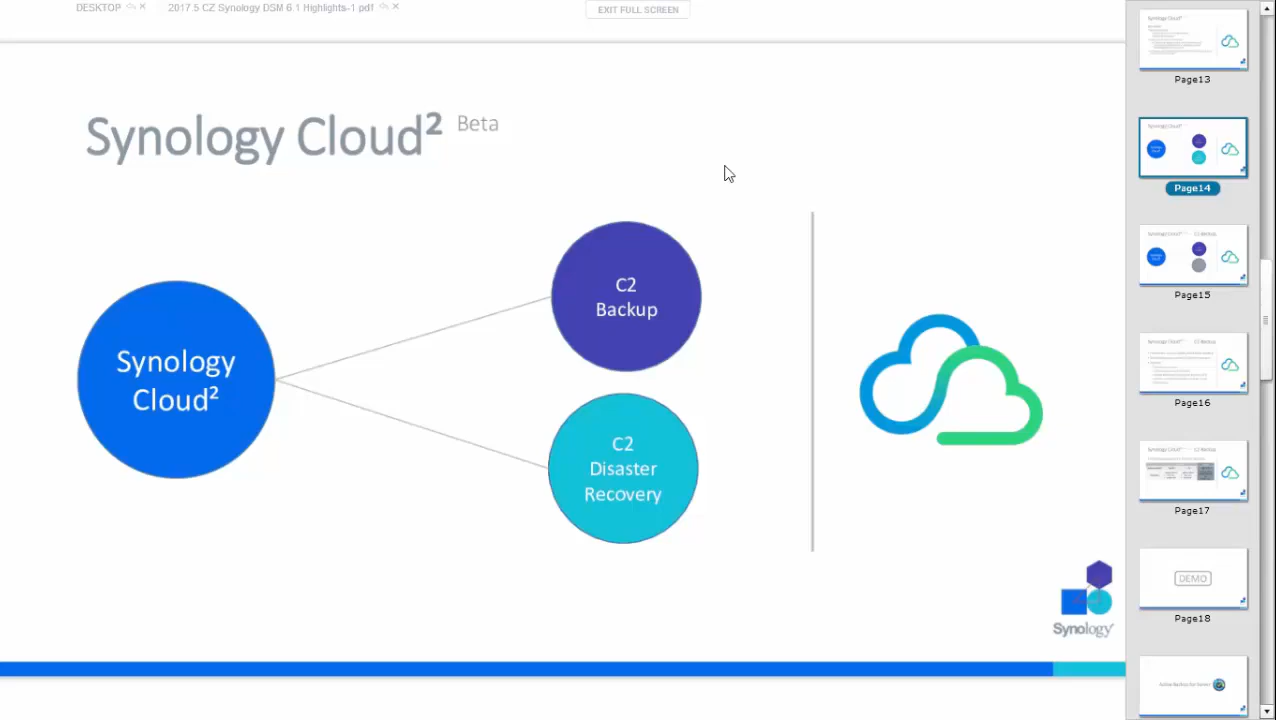 DESKTOP
2017.5 CZ Synology DSM 6.1 Highlights-1.pdf
EXIT FULL SCREEN
Synology Cloud² Beta
Synology
Cloud²
C2
Backup
C2
Disaster
Recovery
Synology
Page13
Page14
Page15
Page16
Page17
DEMO
Page18